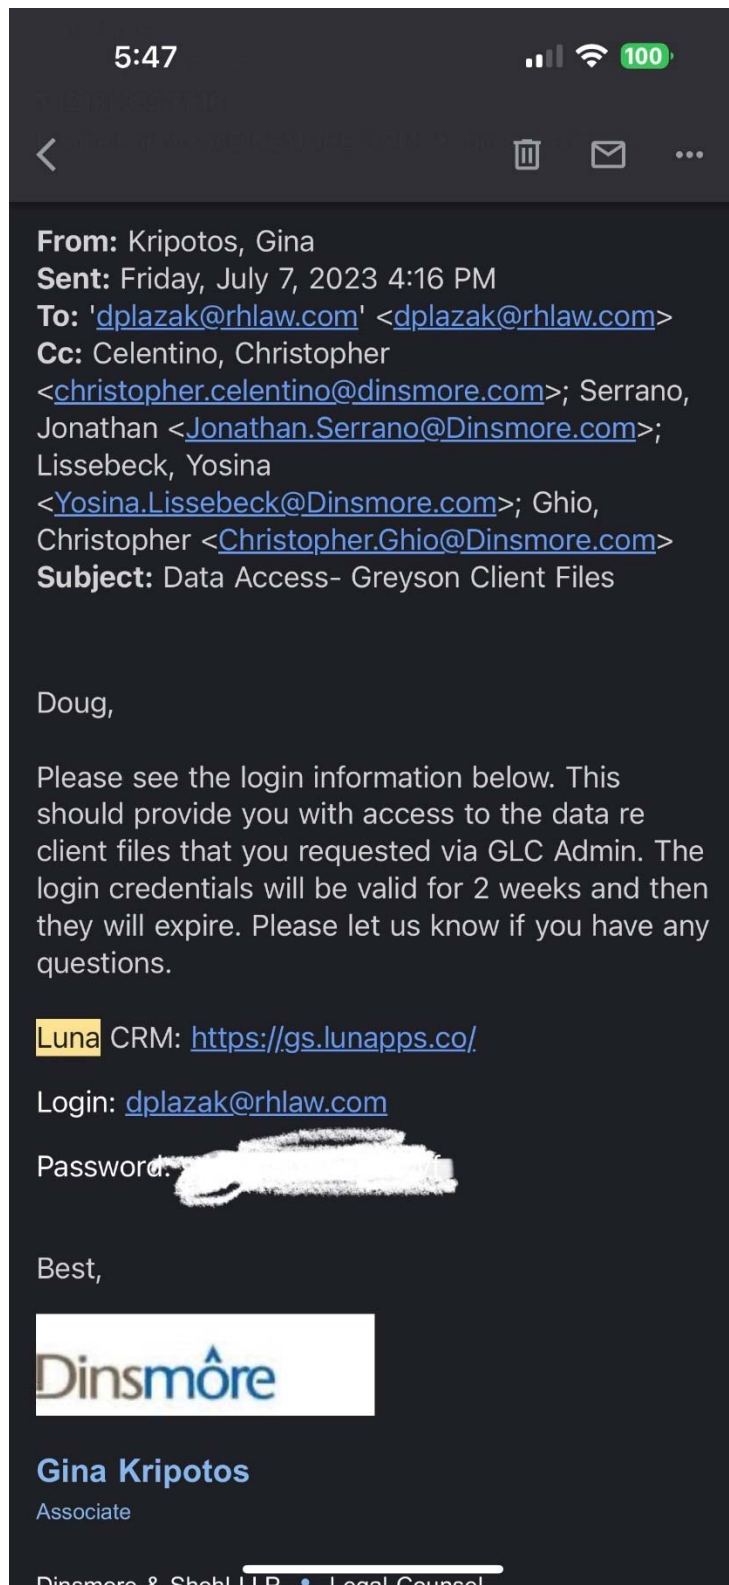 5:47
100
From: Kripotos, Gina
Sent: Friday, July 7, 2023 4:16 PM
To: 'dplazak@rhlaw.com' <dplazak@rhlaw.com>
Cc: Celentino, Christopher
<christopher.celentino@dinsmore.com>; Serrano,
Jonathan <Jonathan.Serrano@Dinsmore.com>;
Lissebeck, Yosina
<Yosina.Lissebeck@Dinsmore.com>; Ghio,
Christopher <Christopher.Ghio@Dinsmore.com>
Subject: Data Access- Greyson Client Files
Doug,
Please see the login information below. This
should provide you with access to the data re
client files that you requested via GLC Admin. The
login credentials will be valid for 2 weeks and then
they will expire. Please let us know if you have any
questions.
Luna CRM: https://gs.lunapps.co/
Login: dplazak@rhlaw.com
Password:
Best,
Dinsmôre
Gina Kripotos
Associate
Dinsmore & Shohl LLP • Legal Counsel